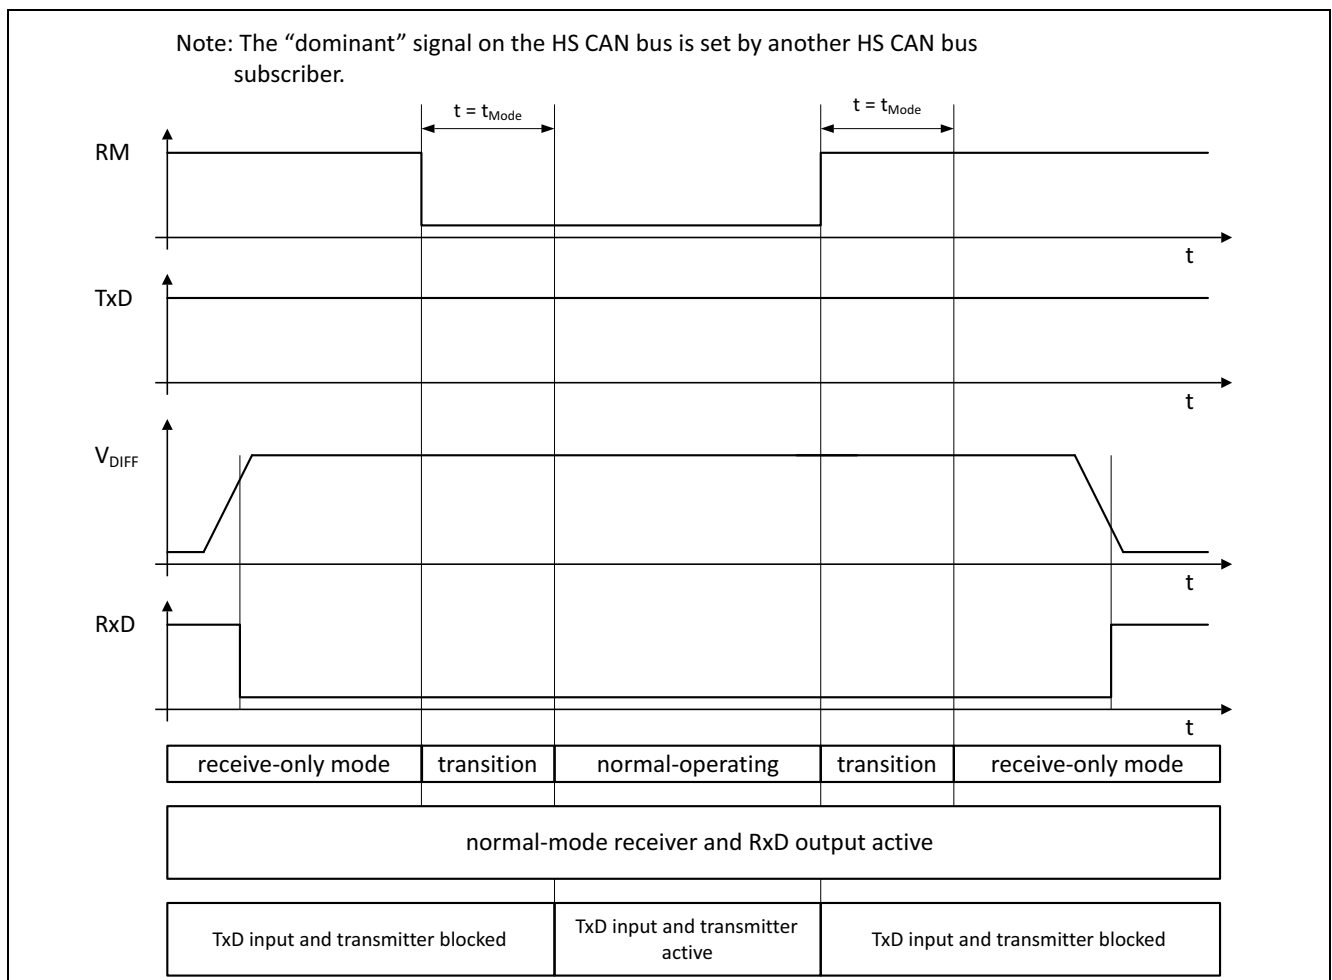 Note: The “dominant” signal on the HS CAN bus is set by another HS CAN bus
subscriber.
t = tMode
t = tMode
RM
t
TxD
t
VDIFF
t
RxD
t
receive-only mode
transition
normal-operating
transition
receive-only mode
normal-mode receiver and RxD output active
TxD input and transmitter blocked
TxD input and transmitter
active
TxD input and transmitter blocked